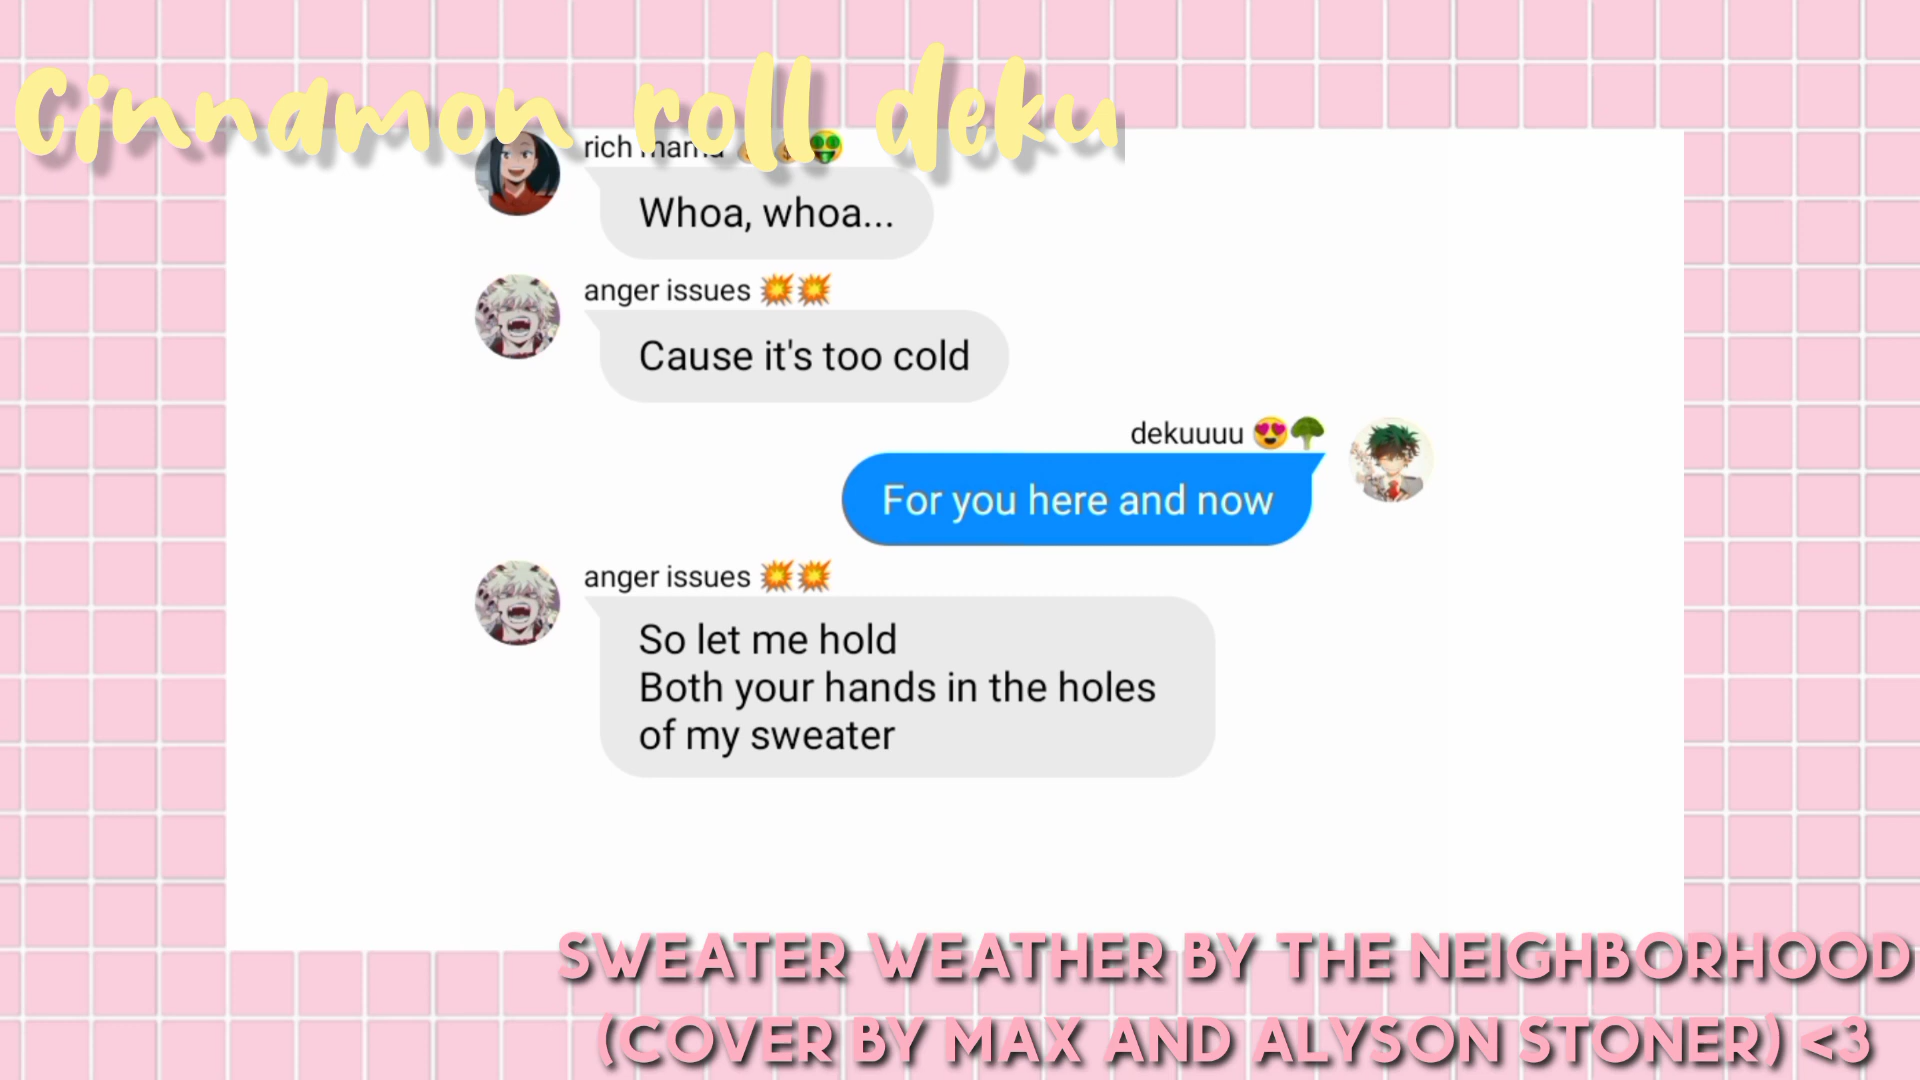 Cinnamon roll deku
rich mama 💰💰🤑
Whoa, whoa...
anger issues 💥💥
Cause it's too cold
dekuuuu 😍🥦
For you here and now
anger issues 💥💥
So let me hold
Both your hands in the holes
of my sweater
SWEATER WEATHER BY THE NEIGHBORHOOD
(COVER BY MAX AND ALYSON STONER) <3